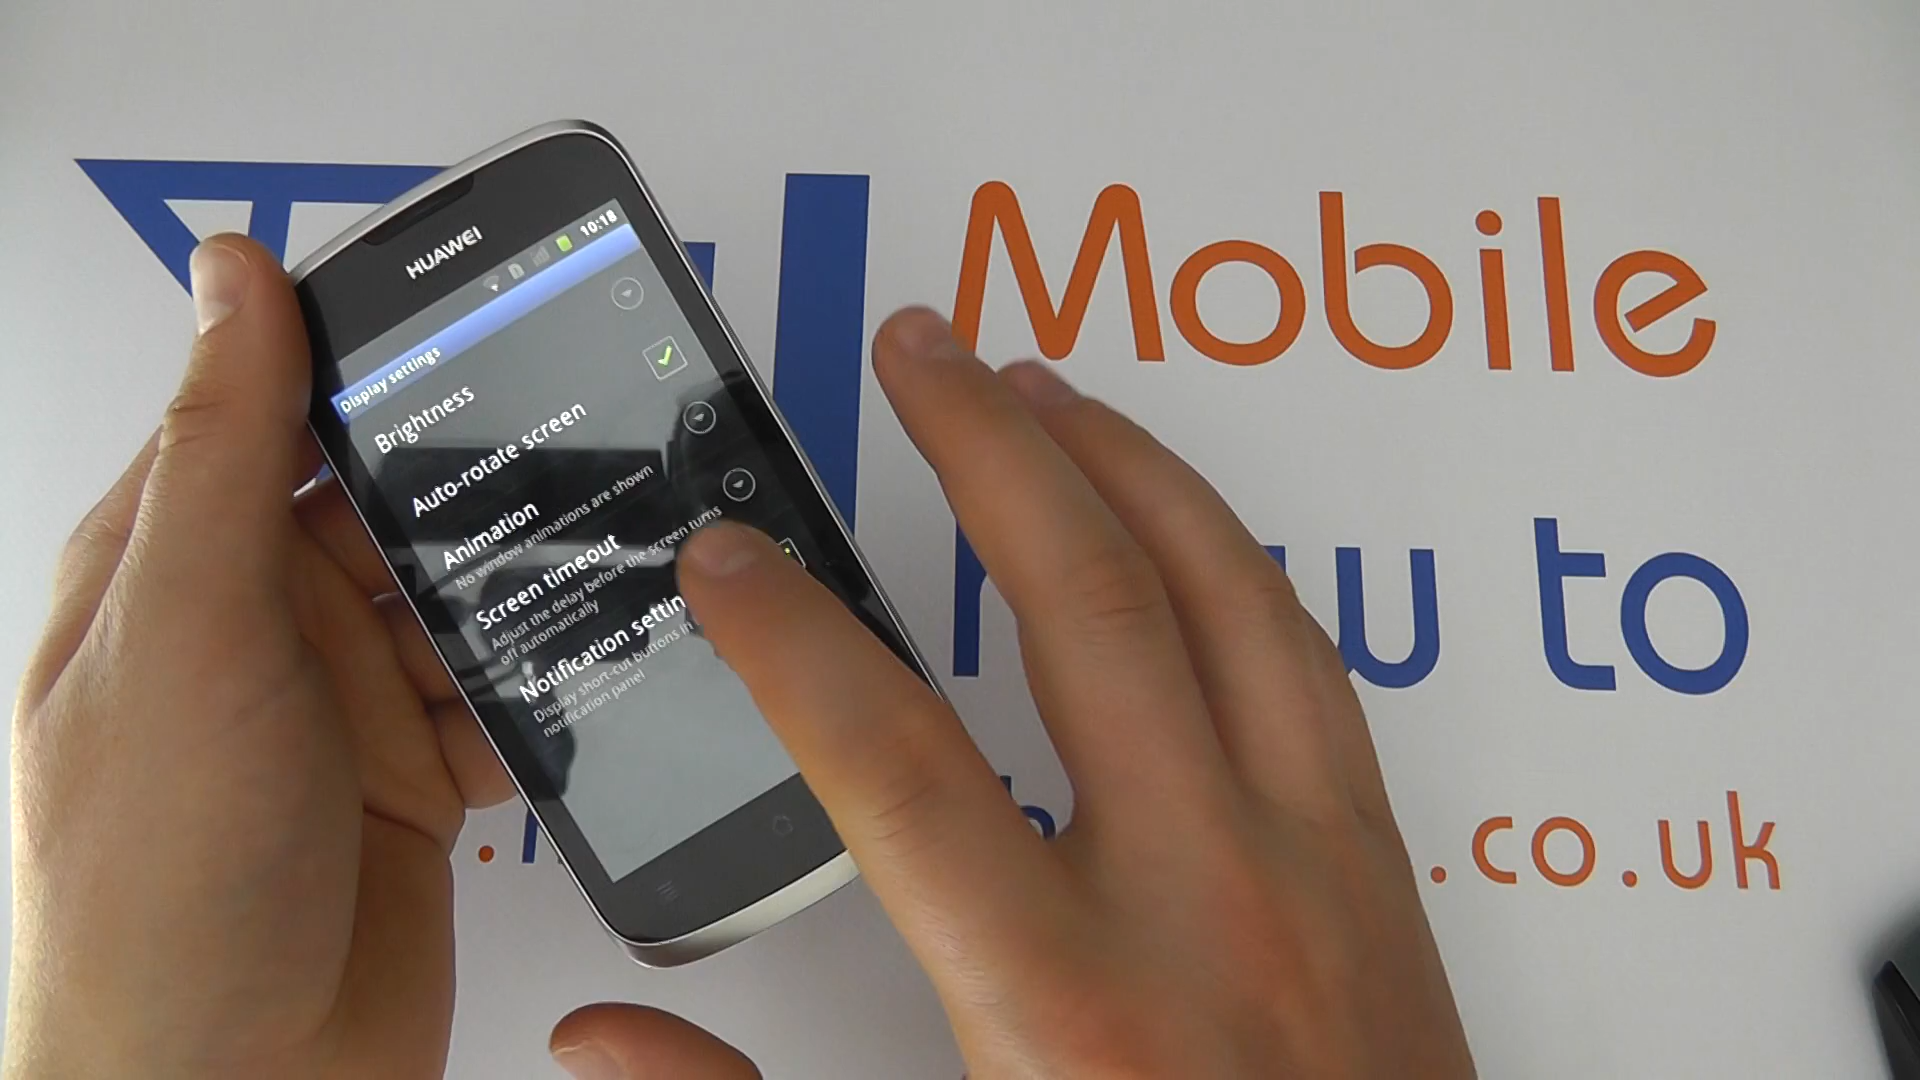 HUAWEI
10:18
Display settings
Brightness
Auto-rotate screen
Animation
No window animations are shown
Screen timeout
Adjust the delay before the screen turns
off automatically
Notification
Display short-cut buttons in
notification panel
Mobile
to
.co.uk